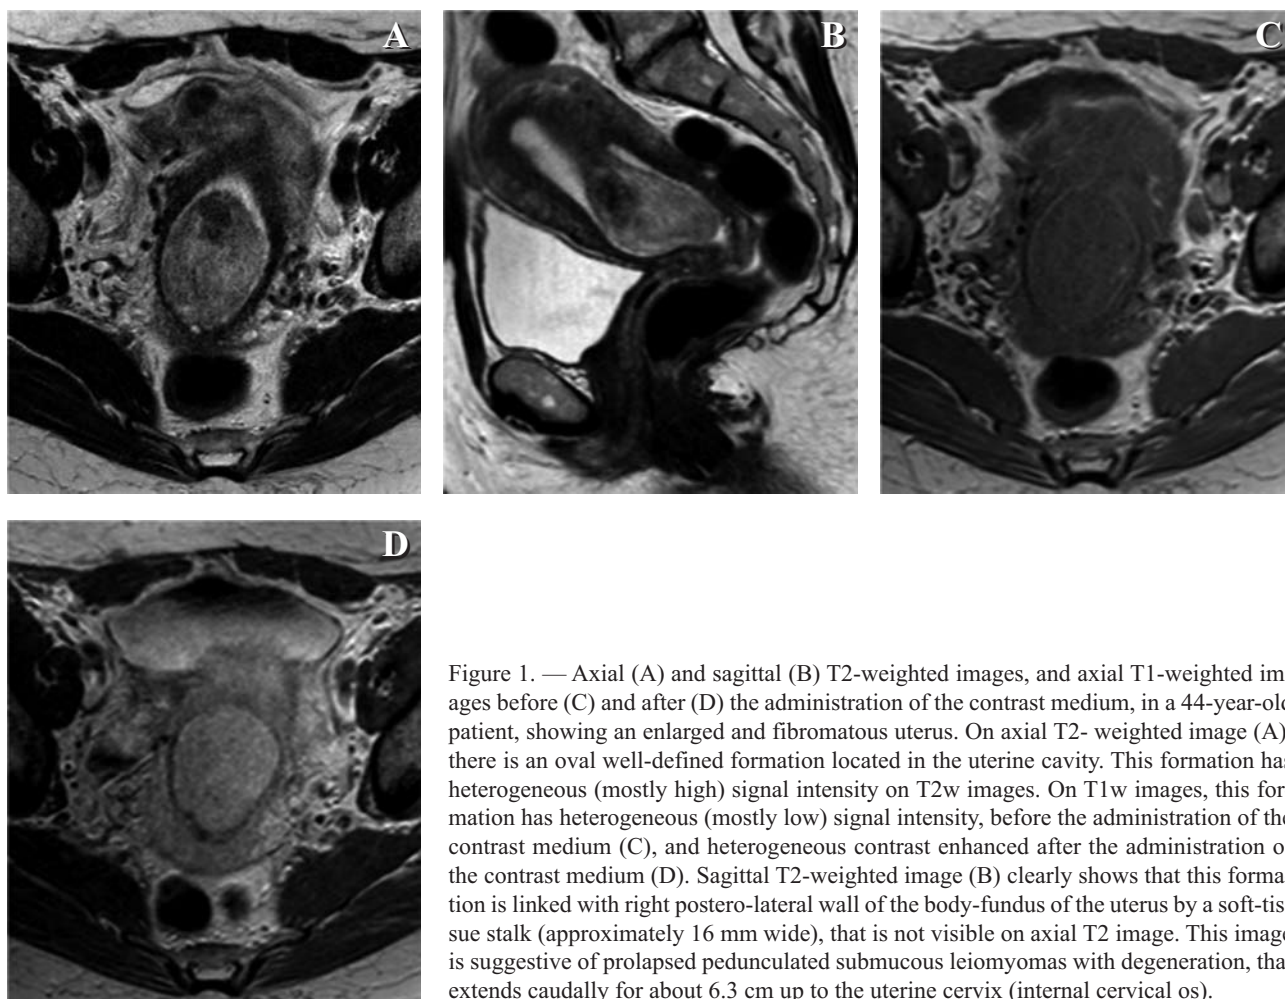 A
B
C
D
Figure 1. — Axial (A) and sagittal (B) T2-weighted images, and axial T1-weighted im
ages before (C) and after (D) the administration of the contrast medium, in a 44-year-old
patient, showing an enlarged and fibromatous uterus. On axial T2- weighted image (A)
there is an oval well-defined formation located in the uterine cavity. This formation has
heterogeneous (mostly high) signal intensity on T2w images. On T1w images, this for
mation has heterogeneous (mostly low) signal intensity, before the administration of the
contrast medium (C), and heterogeneous contrast enhanced after the administration o
the contrast medium (D). Sagittal T2-weighted image (B) clearly shows that this forma
tion is linked with right postero-lateral wall of the body-fundus of the uterus by a soft-tis
sue stalk (approximately 16 mm wide), that is not visible on axial T2 image. This image
is suggestive of prolapsed pedunculated submucous leiomyomas with degeneration, tha
extends caudally for about 6.3 cm up to the uterine cervix (internal cervical os).